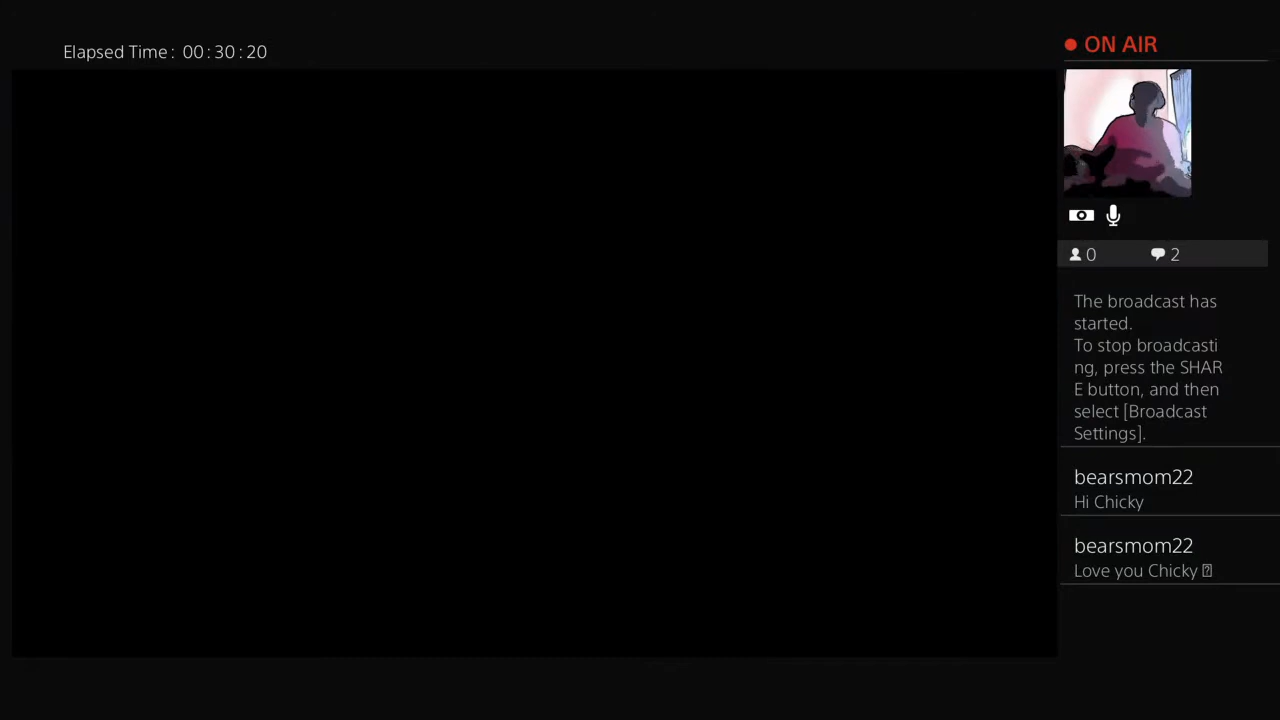 Elapsed Time: 00:30:20
ON AIR
0 2
The broadcast has
started.
To stop broadcasti
ng, press the SHAR
E button, and then
select [Broadcast
Settings].
bearsmom22
Hi Chicky
bearsmom22
Love you Chicky